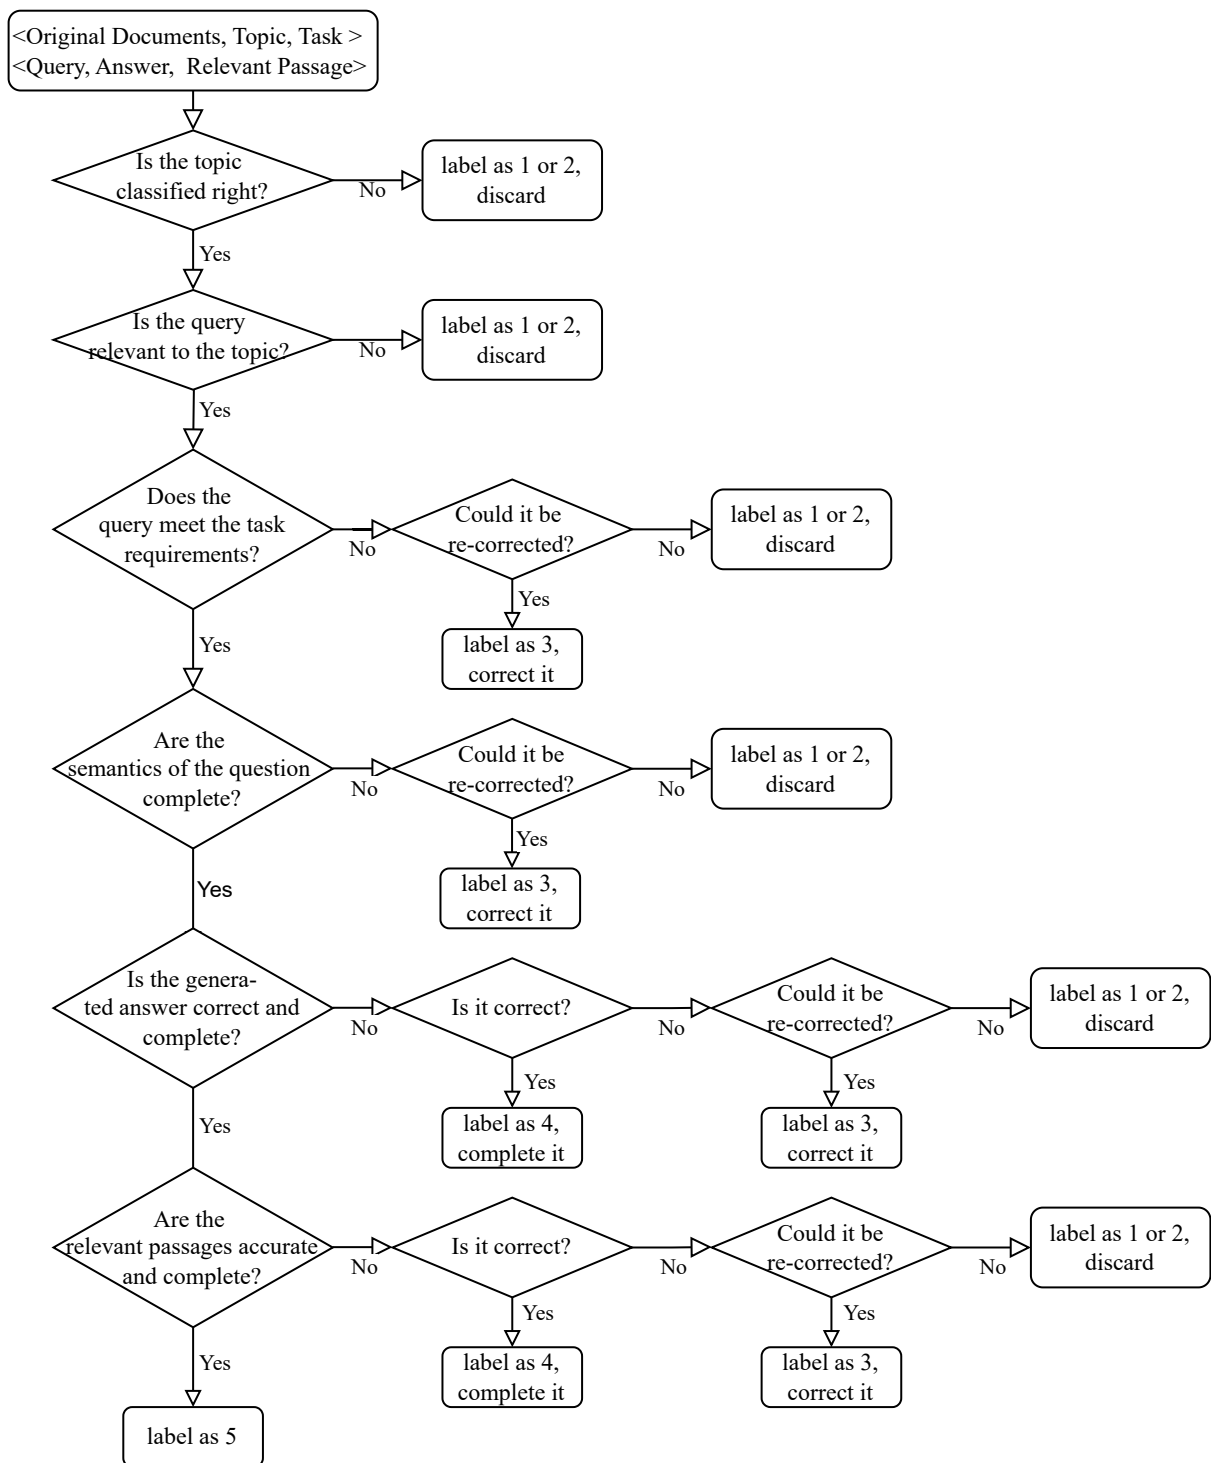 <Original Documents, Topic, Task >
<Query, Answer, Relevant Passage>
Is the topic
classified right?
No
label as 1 or 2,
discard
Yes
Is the query
relevant to the topic?
No
label as 1 or 2,
discard
Yes
Does the
query meet the task
requirements?
No
Could it be
re-corrected?
No
label as 1 or 2,
discard
Yes
label as 3,
correct it
Yes
Are the
semantics of the question
complete?
No
Could it be
re-corrected?
No
label as 1 or 2,
discard
Yes
label as 3,
correct it
Yes
Is the genera-
ted answer correct and
complete?
No
Is it correct?
No
Could it be
re-corrected?
No
label as 1 or 2,
discard
Yes
label as 4,
complete it
Yes
label as 3,
correct it
Yes
Are the
relevant passages accurate
and complete?
No
Is it correct?
No
Could it be
re-corrected?
No
label as 1 or 2,
discard
Yes
label as 4,
complete it
Yes
label as 3,
correct it
Yes
label as 5